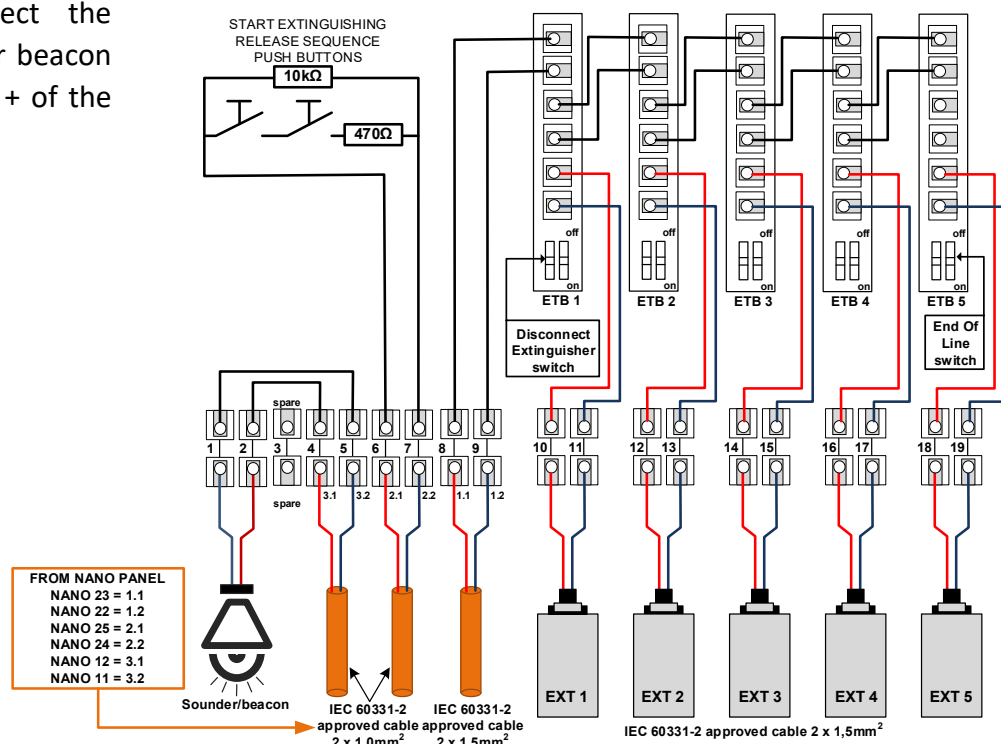 ect the
r beacon
+ of the
START EXTINGUISHING
RELEASE SEQUENCE
PUSH BUTTONS
10kΩ
470Ω
off off off off off
on on on on on
ETB 1 ETB 2 ETB 3 ETB 4 ETB 5
Disconnect
Extinguisher
switch
End Of
Line
switch
spare
1 2 3 4 5 6 7 8 9 10 11 12 13 14 15 16 17 18 19
3.1 3.2 2.1 2.2 1.1 1.2
spare
FROM NANO PANEL
NANO 23 = 1.1
NANO 22 = 1.2
NANO 25 = 2.1
NANO 24 = 2.2
NANO 12 = 3.1
NANO 11 = 3.2
Sounder/beacon
IEC 60331-2
approved cable
2 x 1,0mm²
IEC 60331-2
approved cable
2 x 1,5mm²
EXT 1 EXT 2 EXT 3 EXT 4 EXT 5
IEC 60331-2 approved cable 2 x 1,5mm²